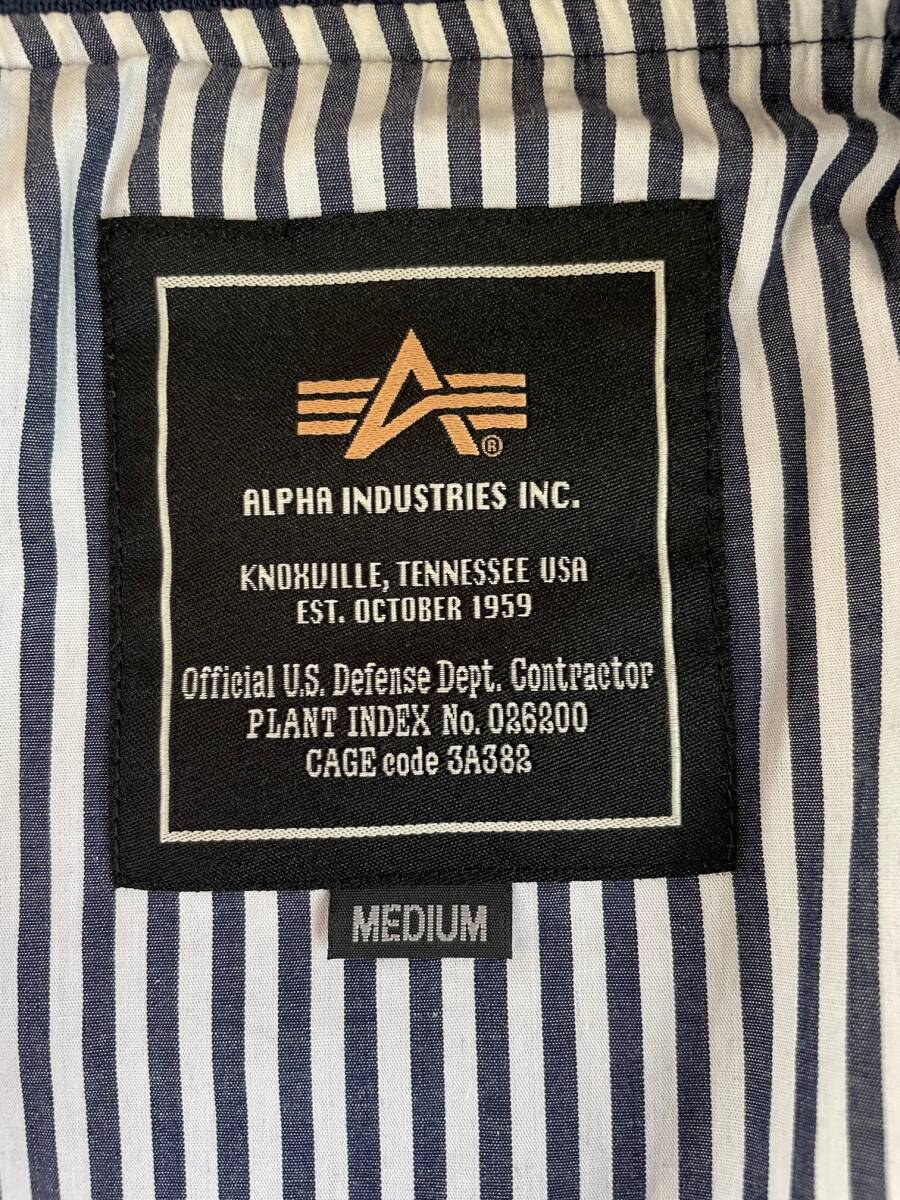 ®
ALPHA INDUSTRIES INC.
KNOXVILLE, TENNESSEE USA
EST. OCTOBER 1959
Official U.S. Defense Dept. Contractor
PLANT INDEX No. 026200
CAGE code 3A382
MEDIUM